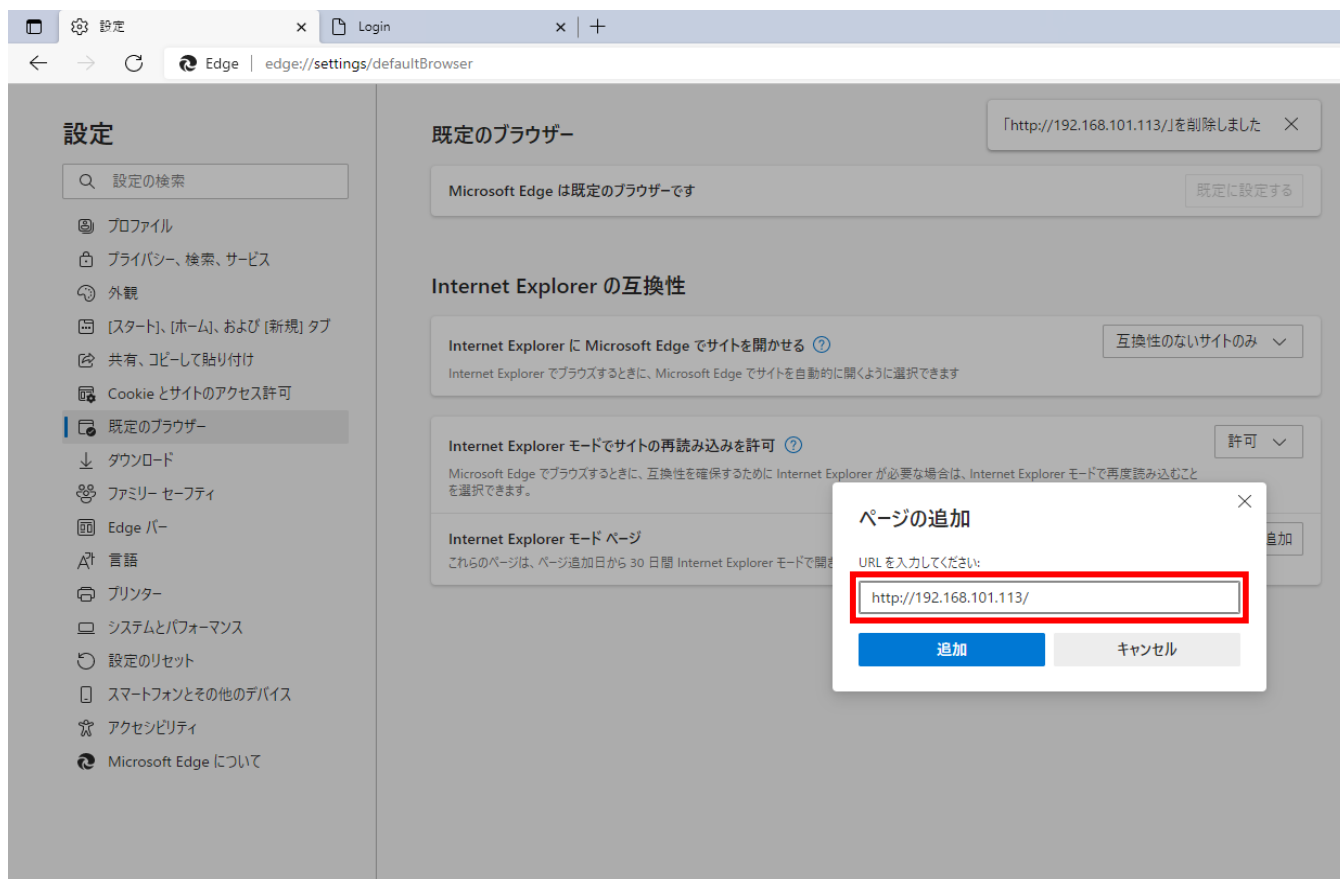 設定
Login
Edge
edge://settings/defaultBrowser
設定
設定の検索
プロファイル
プライバシー、検索、サービス
外観
[スタート]、[ホーム]、および [新規] タブ
共有、コピーして貼り付け
Cookie とサイトのアクセス許可
既定のブラウザー
ダウンロード
ファミリー セーフティ
Edge バー
言語
プリンター
システムとパフォーマンス
設定のリセット
スマートフォンとその他のデバイス
アクセシビリティ
Microsoft Edge について
既定のブラウザー
「http://192.168.101.113/」を削除しました
Microsoft Edge は既定のブラウザーです
既定に設定する
Internet Explorer の互換性
Internet Explorer に Microsoft Edge でサイトを開かせる
互換性のないサイトのみ
Internet Explorer でブラウズするときに、Microsoft Edge でサイトを自動的に開くように選択できます
Internet Explorer モードでサイトの再読み込みを許可
許可
Microsoft Edge でブラウズするときに、互換性を確保するために Internet Explorer が必要な場合は、Internet Explorer モードで再度読み込むこと
を選択できます。
Internet Explorer モード ページ
追加
これらのページは、ページ追加日から 30 日間 Internet Explorer モードで開き
ページの追加
URL を入力してください:
http://192.168.101.113/
追加
キャンセル